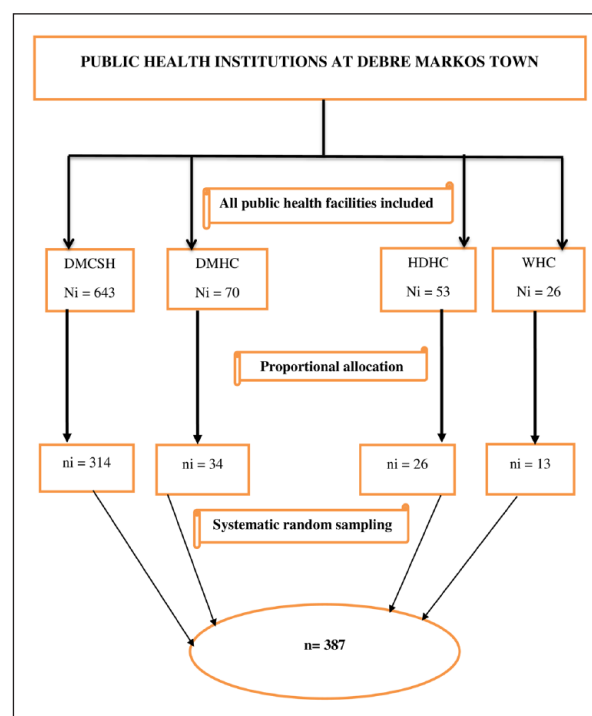 PUBLIC HEALTH INSTITUTIONS AT DEBRE MARKOS TOWN
All public health facilities included
DMCSH
Ni = 643
DMHC
Ni = 70
HDHC
Ni = 53
WHC
Ni = 26
Proportional allocation
ni = 314
ni = 34
ni = 26
ni = 13
Systematic random sampling
n= 387